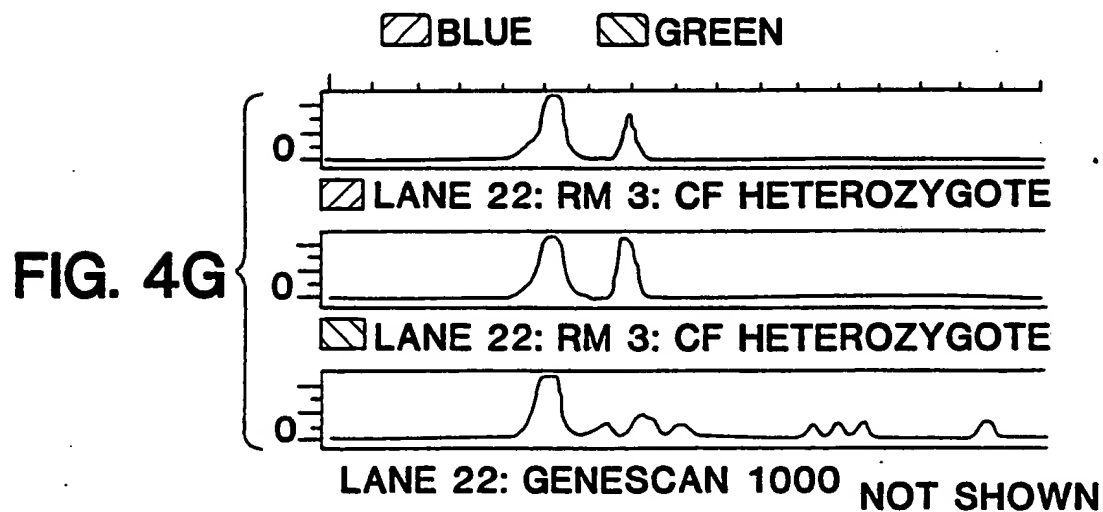 BLUE GREEN
0
LANE 22: RM 3: CF HETEROZYGOTE
FIG. 4G
0
LANE 22: RM 3: CF HETEROZYGOTE
0
LANE 22: GENESCAN 1000 NOT SHOWN